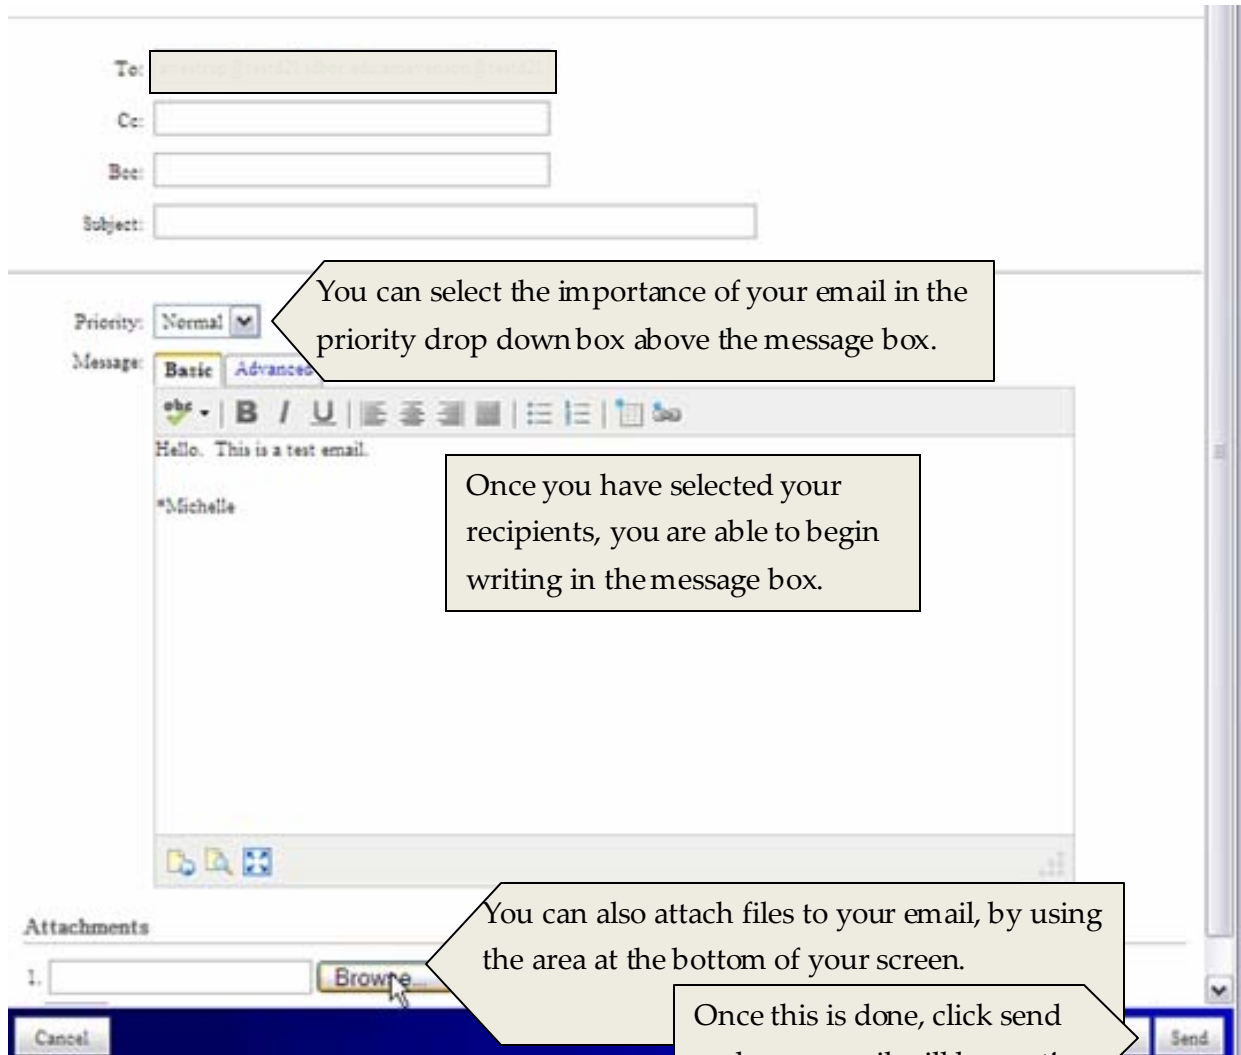 To:
Cc:
Bcc:
Subject:
You can select the importance of your email in the
priority drop down box above the message box.
Priority: Normal
Message: Basic Advanced
abc B I U
Hello. This is a test email.
*Michelle
Once you have selected your
recipients, you are able to begin
writing in the message box.
Attachments
You can also attach files to your email, by using
the area at the bottom of your screen.
1. Browse...
Once this is done, click send
Cancel
Send